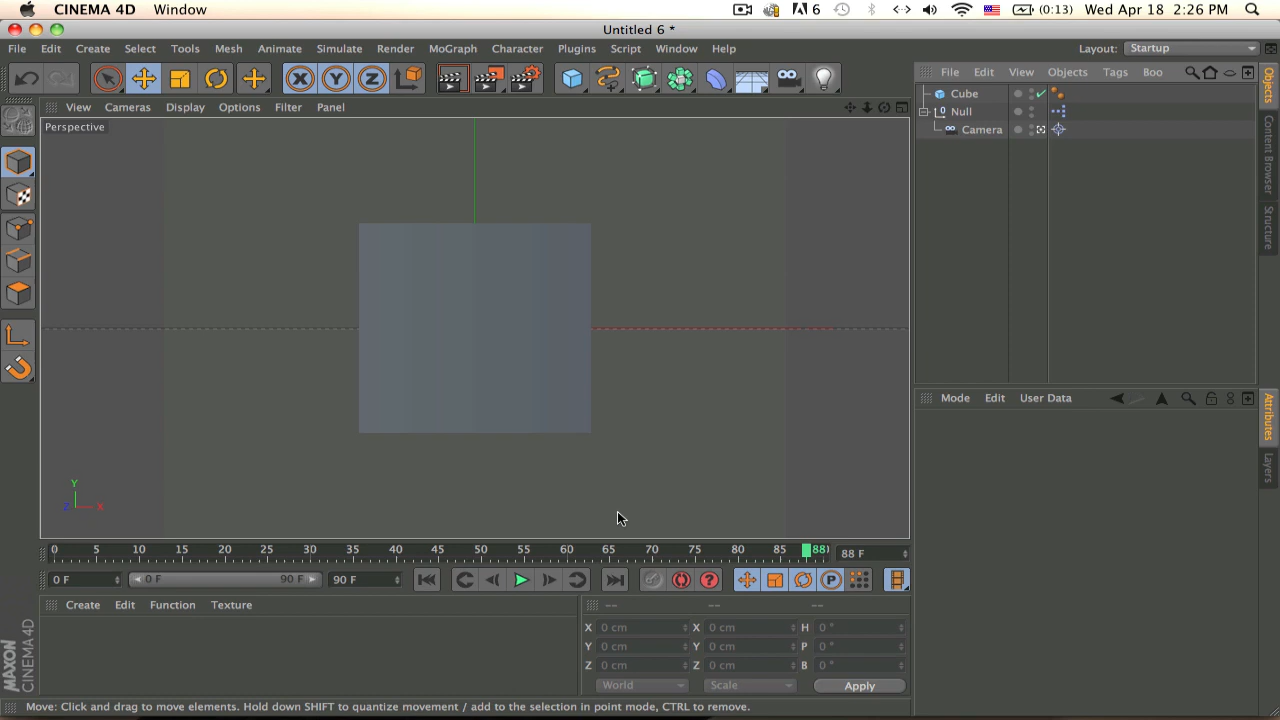 CINEMA 4D Window 6 (0:13) Wed Apr 18 2:26 PM
Untitled 6 *
File Edit Create Select Tools Mesh Animate Simulate Render MoGraph Character Plugins Script Window Help Layout: Startup
X Y Z File Edit View Objects Tags Boo
View Cameras Display Options Filter Panel
Perspective
Cube
Null
Camera
Objects
Content Browser
Structure
Mode Edit User Data
Attributes
Layers
Y
Z X
0 5 10 15 20 25 30 35 40 45 50 55 60 65 70 75 80 85 88 88 F
0 F 0 F 90 F 90 F P
Create Edit Function Texture -- -- --
X 0 cm X 0 cm H 0 °
Y 0 cm Y 0 cm P 0 °
Z 0 cm Z 0 cm B 0 °
World Scale Apply
MAXON
CINEMA 4D
Move: Click and drag to move elements. Hold down SHIFT to quantize movement / add to the selection in point mode, CTRL to remove.